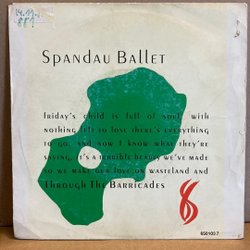 Spandau Ballet
Friday's child is full of soul, with
nothing left to lose there's everything
to go, and now I know what they're
saying, it's a terrible beauty we've made
so we make our love on wasteland and
Through The Barricades
650100 7